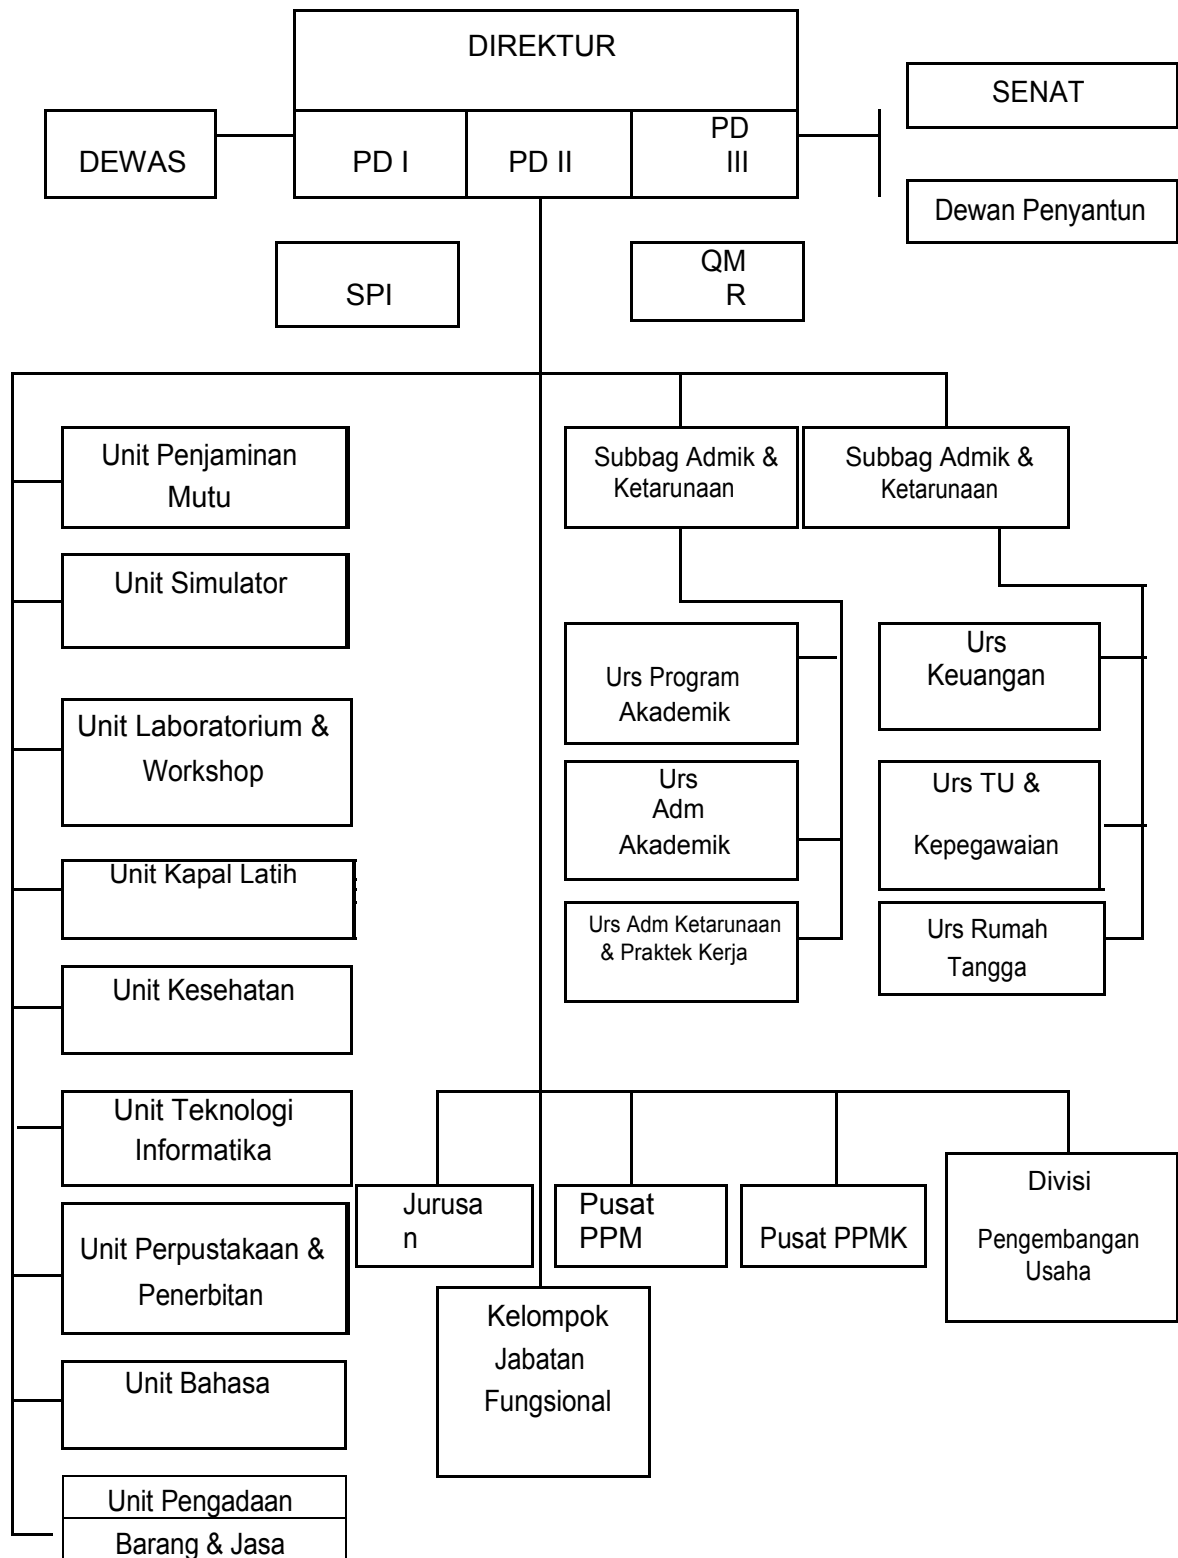 DIREKTUR
SENAT
DEWAS
PD I
PD II
PD
III
Dewan Penyantun
SPI
QM
R
Unit Penjaminan
Mutu
Subbag Admik &
Ketarunaan
Subbag Admik &
Ketarunaan
Unit Simulator
Urs Program
Akademik
Urs
Keuangan
Unit Laboratorium &
Workshop
Urs
Adm
Akademik
Urs TU &
Kepegawaian
Unit Kapal Latih
Urs Adm Ketarunaan
& Praktek Kerja
Urs Rumah
Tangga
Unit Kesehatan
Unit Teknologi
Informatika
Jurusa
n
Pusat
PPM
Pusat PPMK
Divisi
Pengembangan
Usaha
Unit Perpustakaan &
Penerbitan
Kelompok
Jabatan
Fungsional
Unit Bahasa
Unit Pengadaan
Barang & Jasa